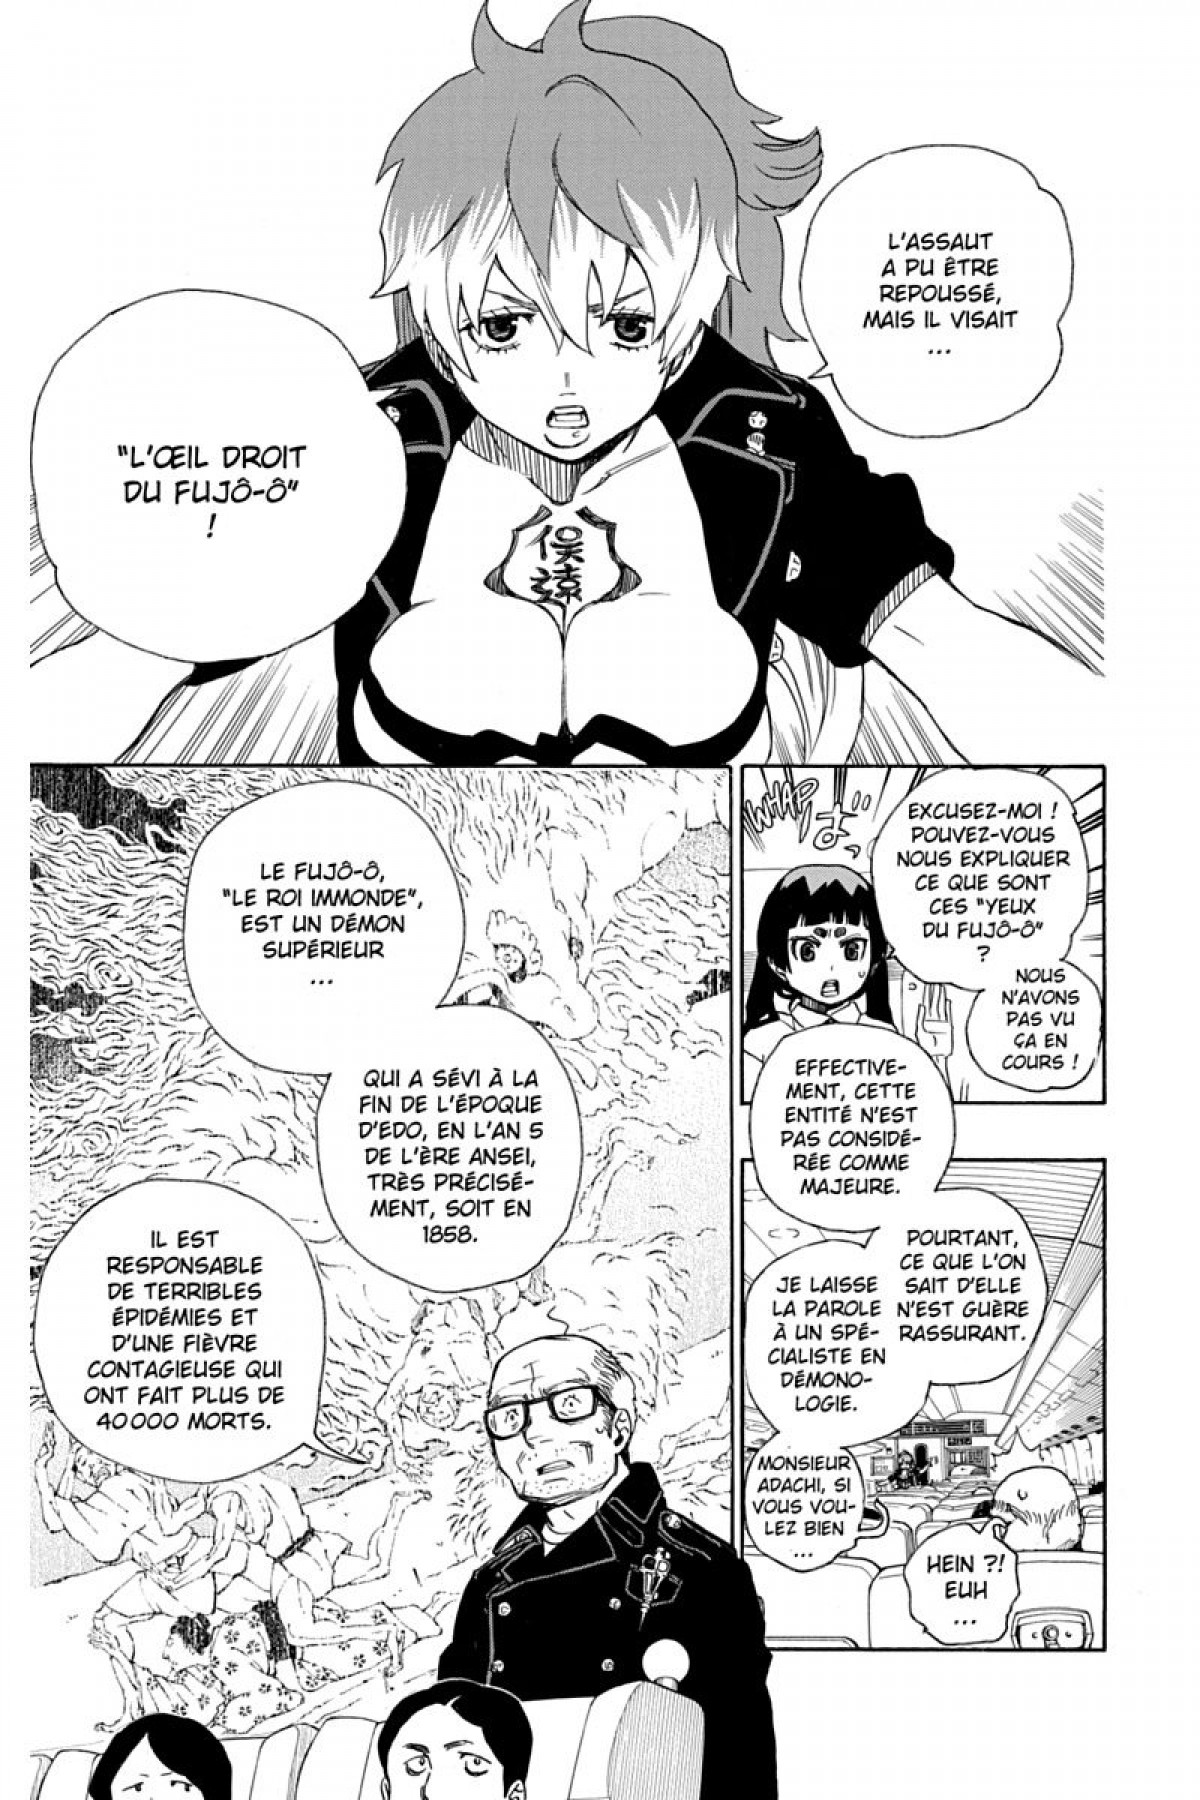 L'ASSAUT
A PU ÊTRE
REPOUSSÉ,
MAIS IL VISAIT
...
"L'ŒIL DROIT
DU FUJÔ-Ô"
!
WHAP
EXCUSEZ-MOI !
POUVEZ-VOUS
NOUS EXPLIQUER
CE QUE SONT
CES "YEUX
DU FUJÔ-Ô"
?
NOUS
N'AVONS
PAS VU
ÇA EN
COURS !
EFFECTIVE-
MENT, CETTE
ENTITÉ N'EST
PAS CONSIDÉ-
RÉE COMME
MAJEURE.
POURTANT,
CE QUE L'ON
SAIT D'ELLE
N'EST GUÈRE
RASSURANT.
JE LAISSE
LA PAROLE
À UN SPÉ-
CIALISTE EN
DÉMONO-
LOGIE.
MONSIEUR
ADACHI, SI
VOUS VOU-
LEZ BIEN
...
HEIN ?!
EUH
...
LE FUJÔ-Ô,
"LE ROI IMMONDE",
EST UN DÉMON
SUPÉRIEUR
...
QUI A SÉVI À LA
FIN DE L'ÉPOQUE
D'EDO, EN L'AN 5
DE L'ÈRE ANSEI,
TRÈS PRÉCISÉ-
MENT, SOIT EN
1858.
IL EST
RESPONSABLE
DE TERRIBLES
ÉPIDÉMIES ET
D'UNE FIÈVRE
CONTAGIEUSE QUI
ONT FAIT PLUS DE
40 000 MORTS.